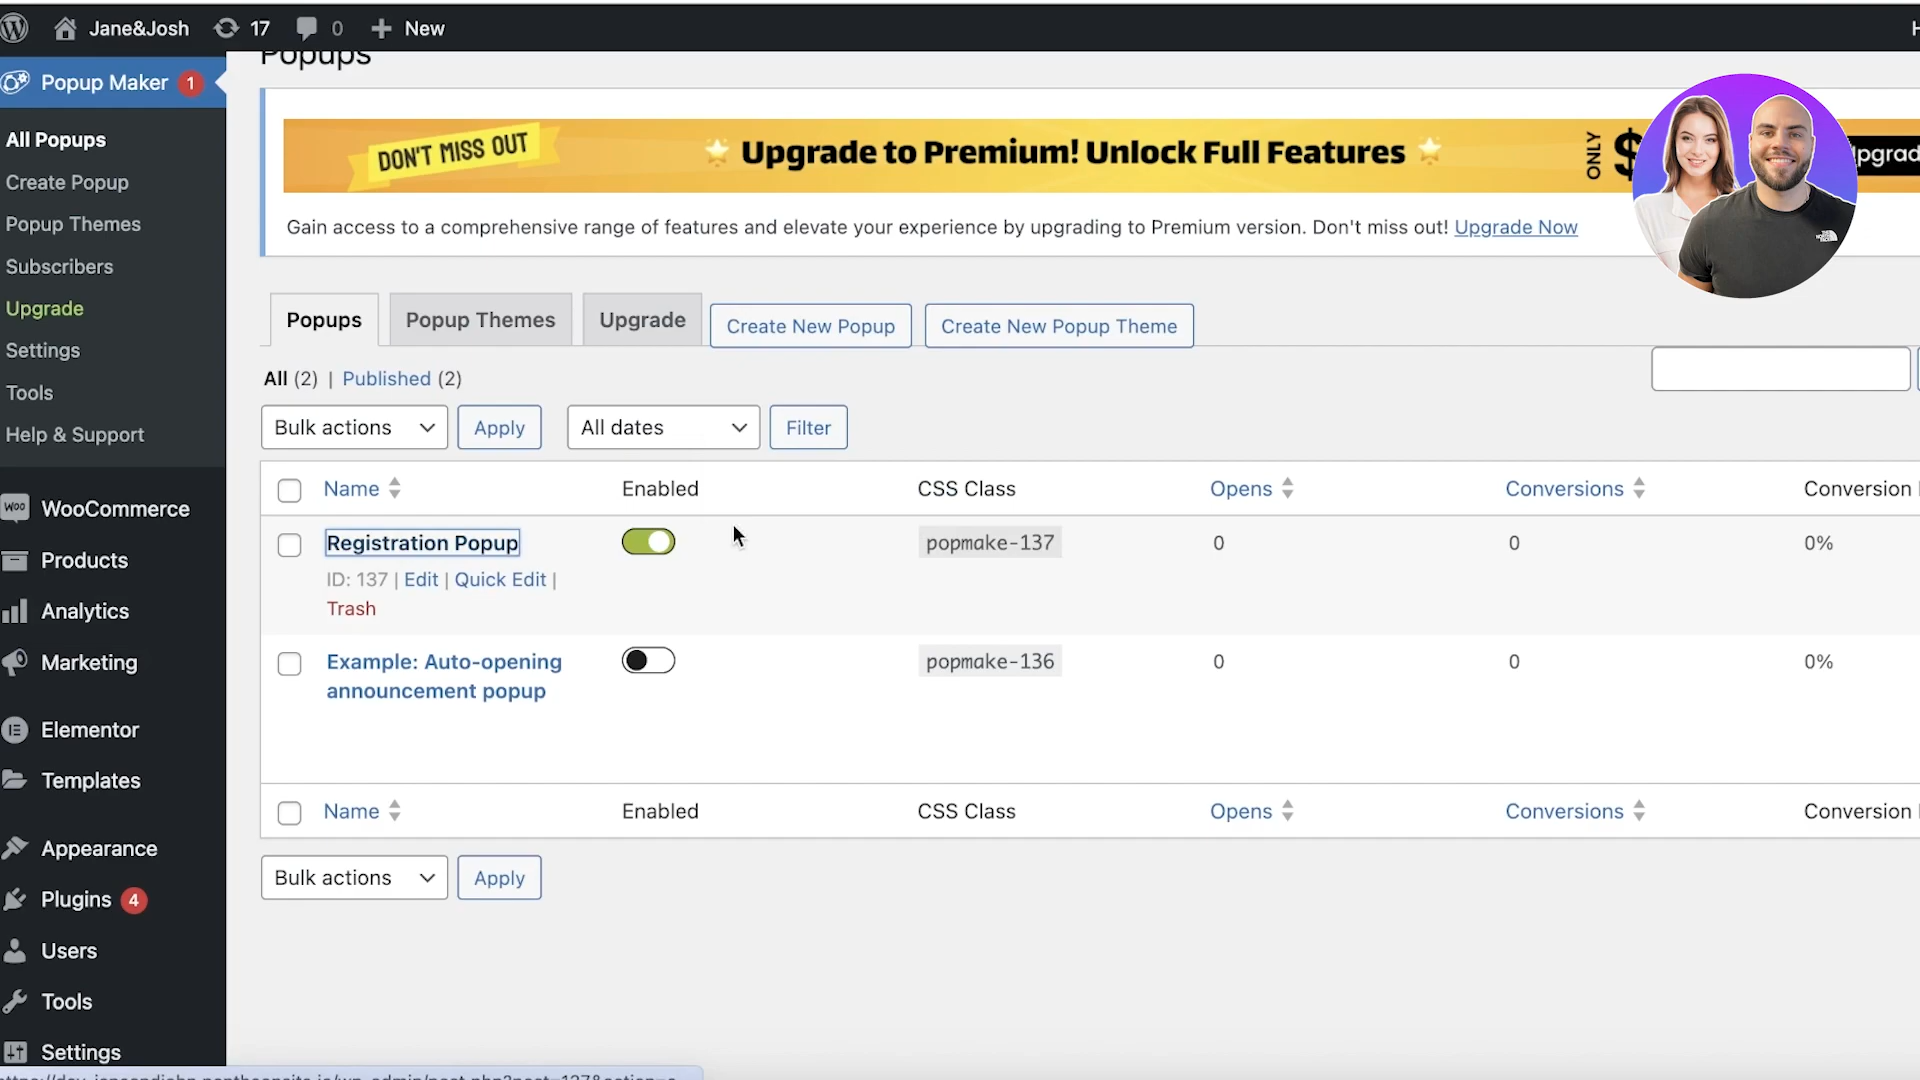 Jane&Josh 17 0 New
Popups
Popup Maker 1
All Popups
Create Popup
Popup Themes
Subscribers
Upgrade
Settings
Tools
Help & Support
WooCommerce
Products
Analytics
Marketing
Elementor
Templates
Appearance
Plugins 4
Users
Tools
Settings
DON'T MISS OUT
Upgrade to Premium! Unlock Full Features
ONLY $
Gain access to a comprehensive range of features and elevate your experience by upgrading to Premium version. Don't miss out! Upgrade Now
Popups Popup Themes Upgrade Create New Popup Create New Popup Theme
All (2) | Published (2)
Bulk actions Apply All dates Filter
Name Enabled CSS Class Opens Conversions Conversion
Registration Popup popmake-137 0 0 0%
ID: 137 | Edit | Quick Edit |
Trash
Example: Auto-opening popmake-136 0 0 0%
announcement popup
Name Enabled CSS Class Opens Conversions Conversion
Bulk actions Apply